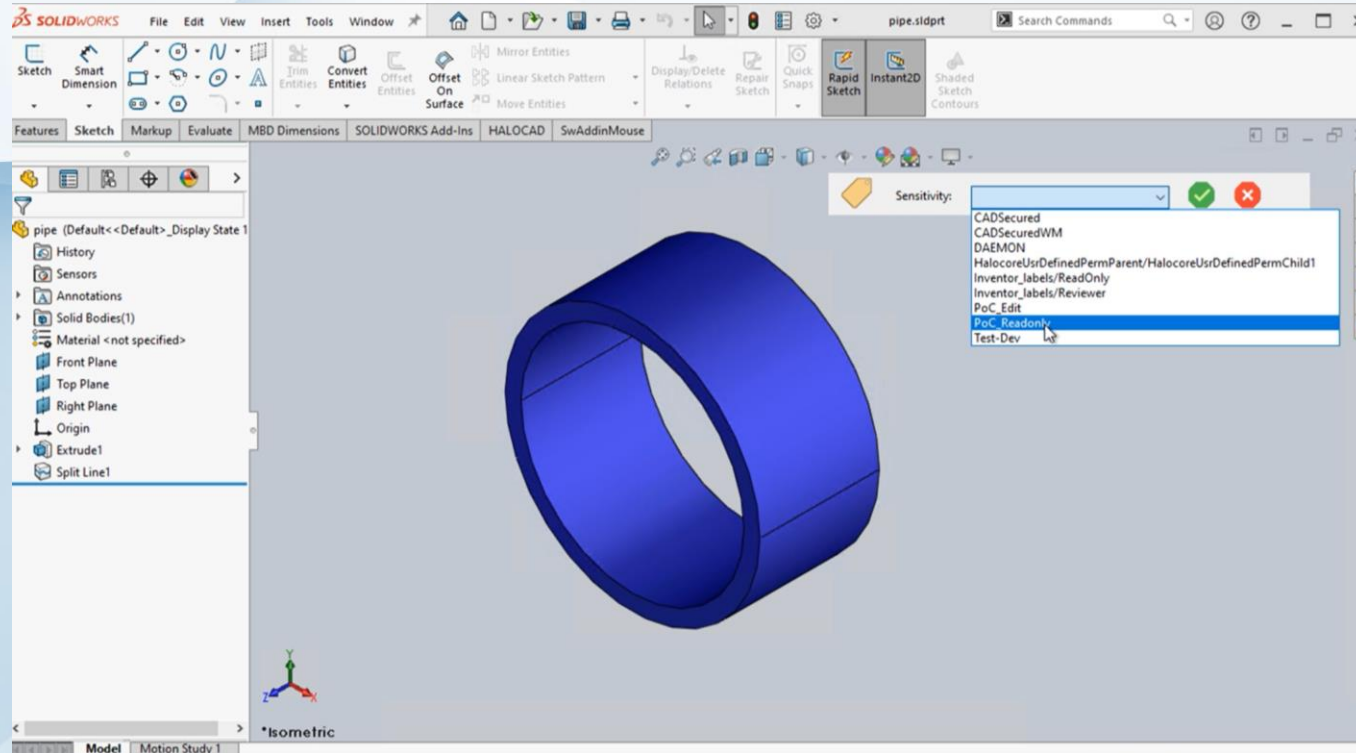 SOLIDWORKS File Edit View Insert Tools Window pipe.sldprt Search Commands
Sketch
Smart Dimension
Trim Entities
Convert Entities
Offset Entities
Offset On Surface
Mirror Entities
Linear Sketch Pattern
Move Entities
Display/Delete Relations
Repair Sketch
Quick Snaps
Rapid Sketch
Instant2D
Shaded Sketch Contours
Features Sketch Markup Evaluate MBD Dimensions SOLIDWORKS Add-Ins HALOCAD SwAddinMouse
pipe (Default<<Default>_Display State 1
History
Sensors
Annotations
Solid Bodies(1)
Material <not specified>
Front Plane
Top Plane
Right Plane
Origin
Extrude1
Split Line1
Sensitivity:
CADSecured
CADSecuredWM
DAEMON
HalocoreUsrDefinedPermParent/HalocoreUsrDefinedPermChild1
Inventor_labels/ReadOnly
Inventor_labels/Reviewer
PoC_Edit
PoC_Readonly
Test-Dev
Y
Z
X
*Isometric
Model Motion Study 1